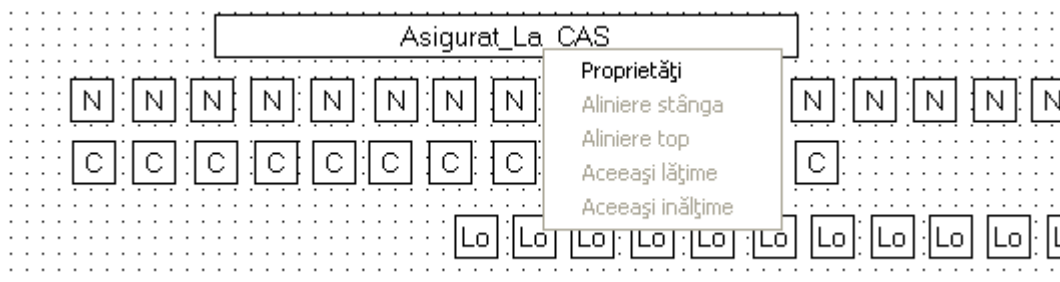 Asigurat_La_CAS
Proprietăţi
N N N N N N N N N N N N N
Aliniere stânga
Aliniere top
C C C C C C C C C
Aceeaşi lăţime
Aceeaşi inălţime
Lo Lo Lo Lo Lo Lo Lo Lo Lo Lo